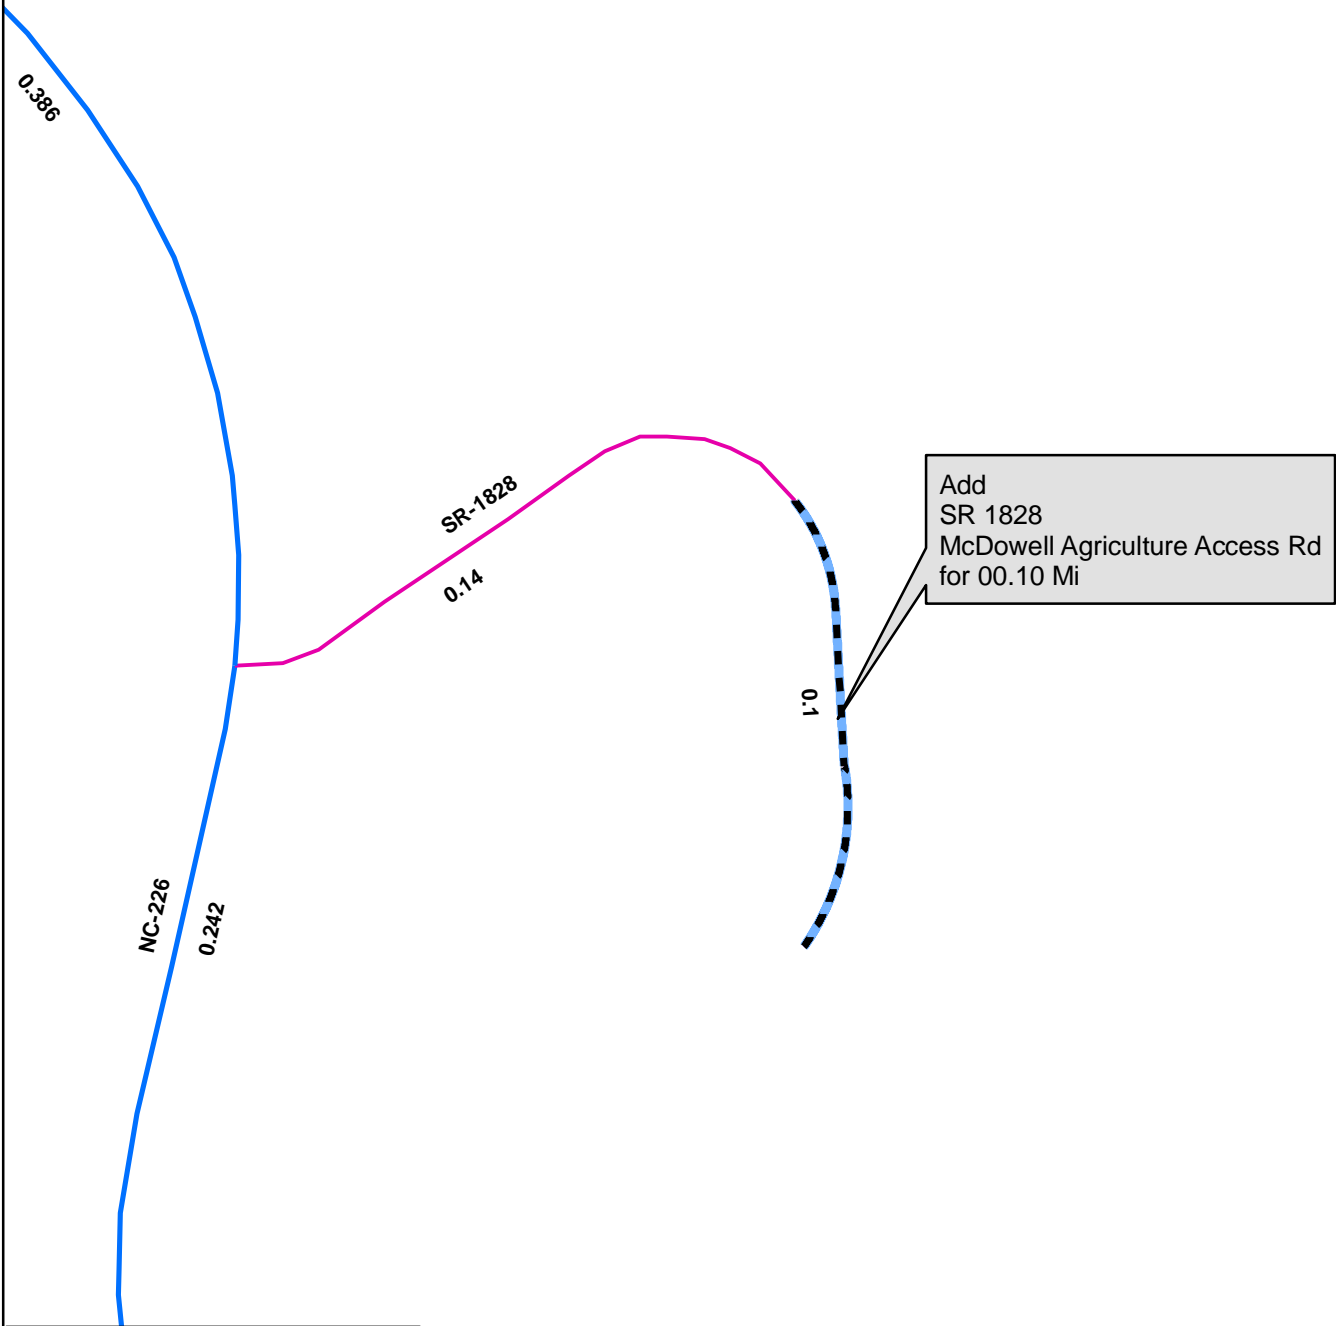 0.386
SR-1828
0.14
Add
SR 1828
McDowell Agriculture Access Rd
for 00.10 Mi
0.1
NC-226
0.242